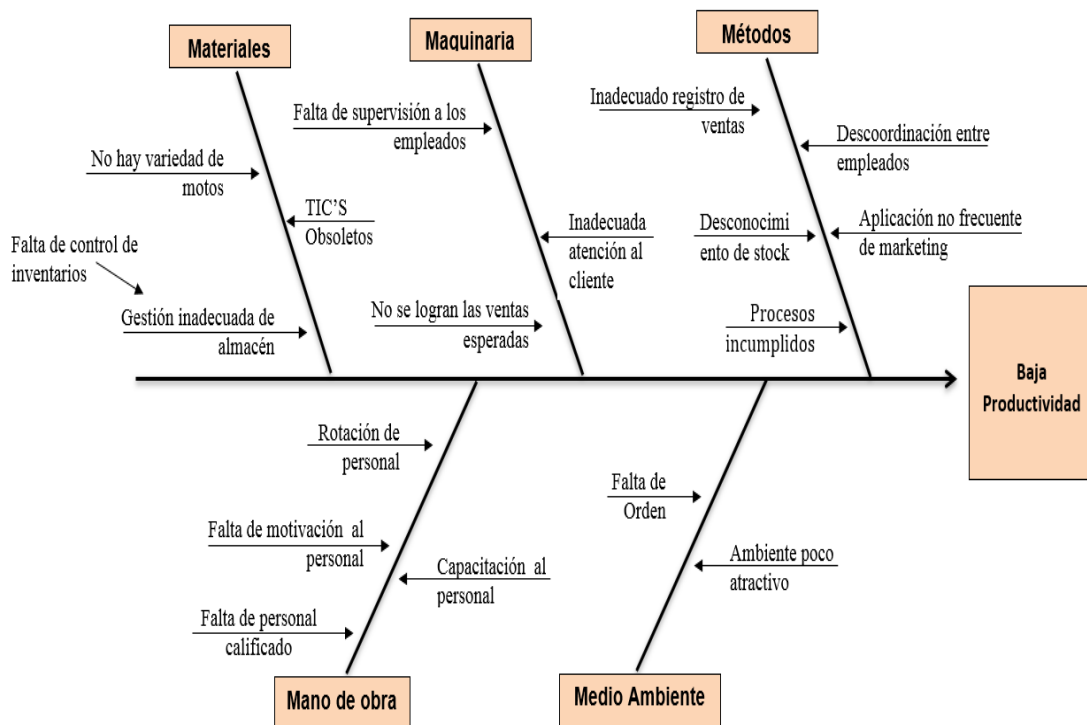 Materiales
Maquinaria
Métodos
Inadecuado registro de
ventas
Falta de supervisión a los
empleados
Descoordinación entre
empleados
No hay variedad de
motos
TIC'S
Obsoletos
Inadecuada
atención al
cliente
Desconocimi
ento de stock
Aplicación no frecuente
de marketing
Falta de control de
inventarios
Gestión inadecuada de
almacén
No se logran las ventas
esperadas
Procesos
incumplidos
Baja
Productividad
Rotación de
personal
Falta de
Orden
Falta de motivación al
personal
Capacitación al
personal
Ambiente poco
atractivo
Falta de personal
calificado
Mano de obra
Medio Ambiente